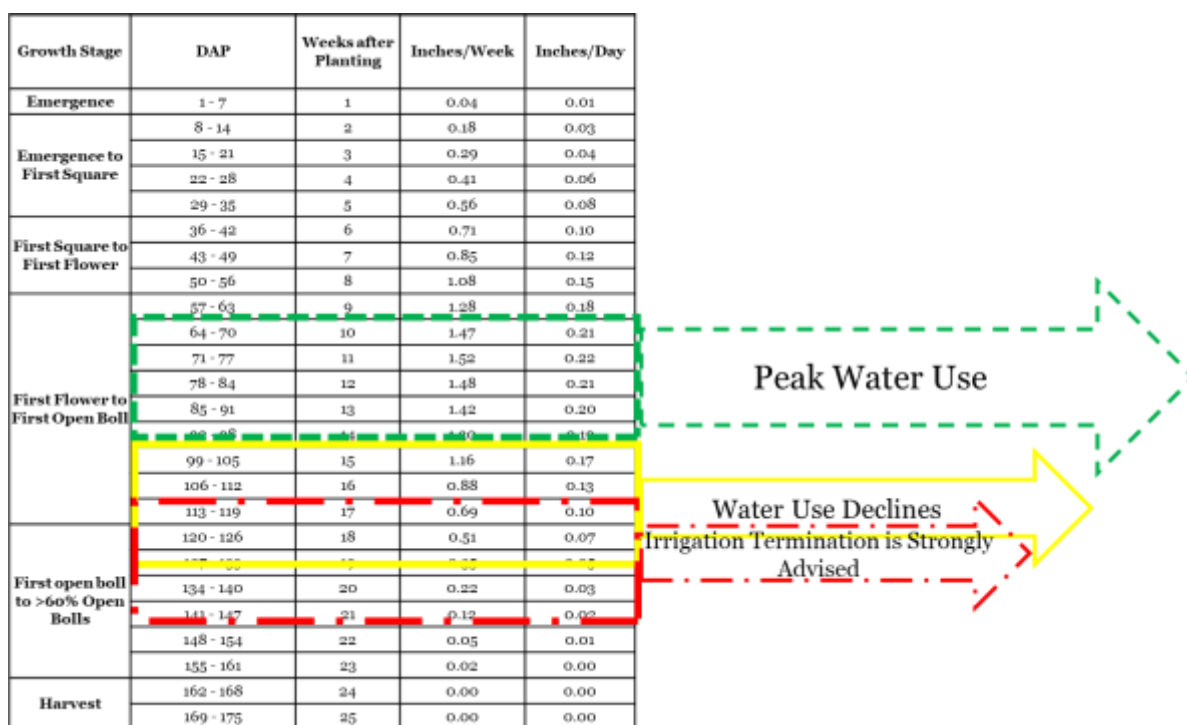 Growth Stage DAP Weeks after Planting Inches/Week Inches/Day
Emergence 1 - 7 1 0.04 0.01
Emergence to First Square 8 - 14 2 0.18 0.03
15 - 21 3 0.29 0.04
22 - 28 4 0.41 0.06
29 - 35 5 0.56 0.08
First Square to First Flower 36 - 42 6 0.71 0.10
43 - 49 7 0.85 0.12
50 - 56 8 1.08 0.15
First Flower to First Open Boll 57 - 63 9 1.28 0.18
64 - 70 10 1.47 0.21
71 - 77 11 1.52 0.22
78 - 84 12 1.48 0.21
85 - 91 13 1.42 0.20
99 - 105 15 1.16 0.17
106 - 112 16 0.88 0.13
113 - 119 17 0.69 0.10
First open boll to >60% Open Bolls 120 - 126 18 0.51 0.07
134 - 140 20 0.22 0.03
141 - 147 21 0.12 0.02
148 - 154 22 0.05 0.01
155 - 161 23 0.02 0.00
Harvest 162 - 168 24 0.00 0.00
169 - 175 25 0.00 0.00
Peak Water Use
Water Use Declines
Irrigation Termination is Strongly
Advised